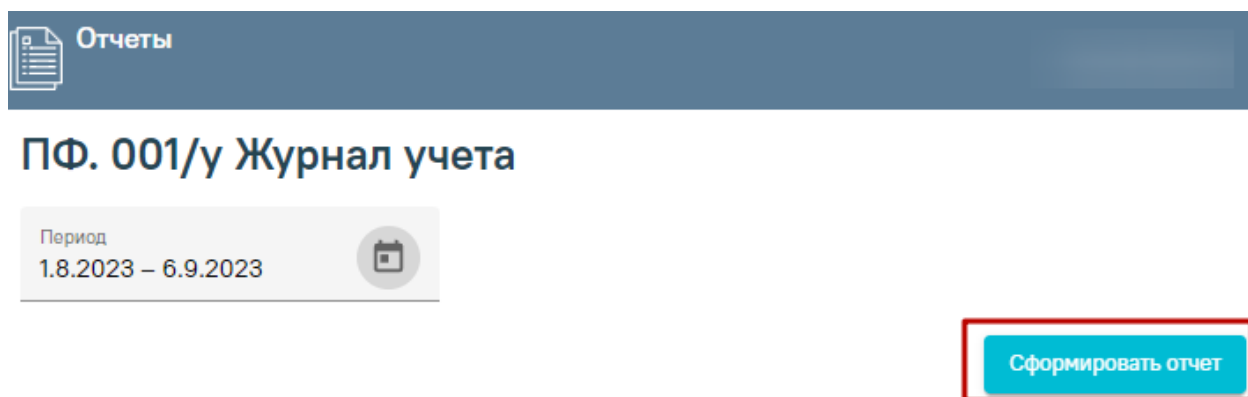 Отчеты
ПФ. 001/у Журнал учета
Период
1.8.2023 – 6.9.2023
Сформировать отчет